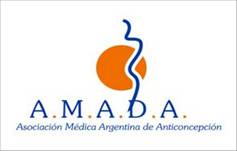 A.M.A.D.A.
Asociación Médica Argentina de Anticoncepción